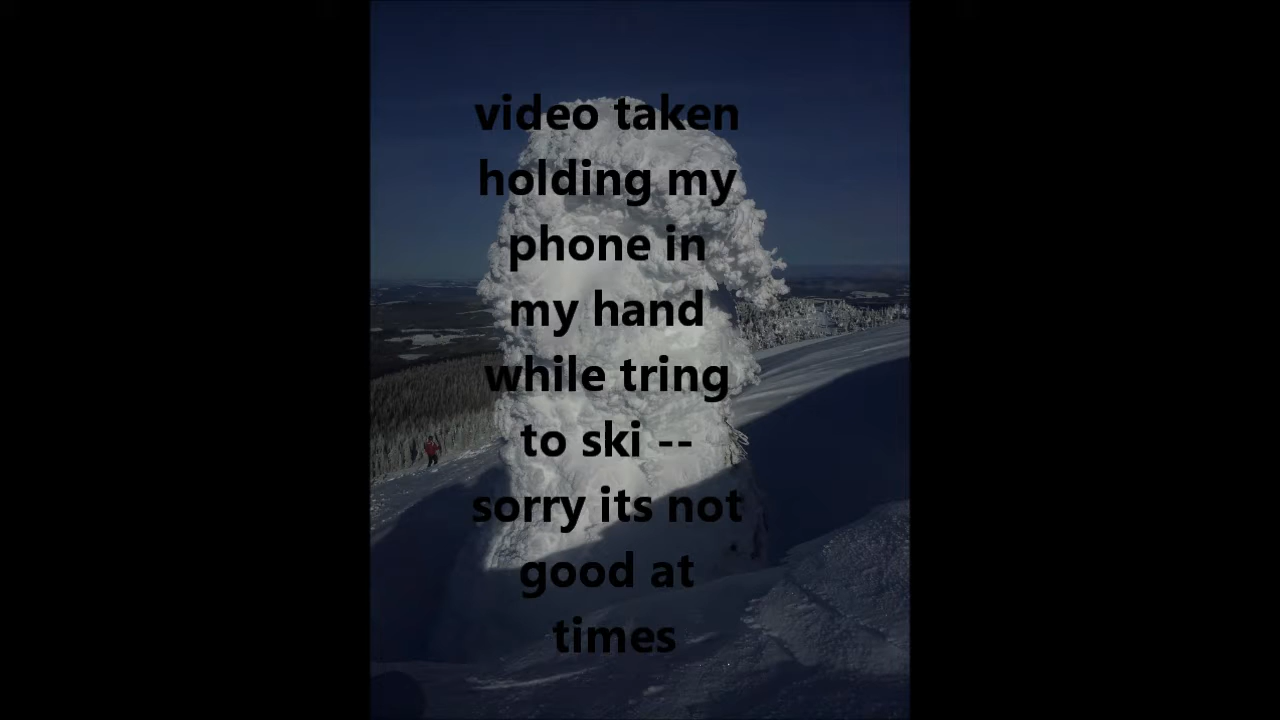 video taken
holding my
phone in
my hand
while tring
to ski --
sorry its not
good at
times